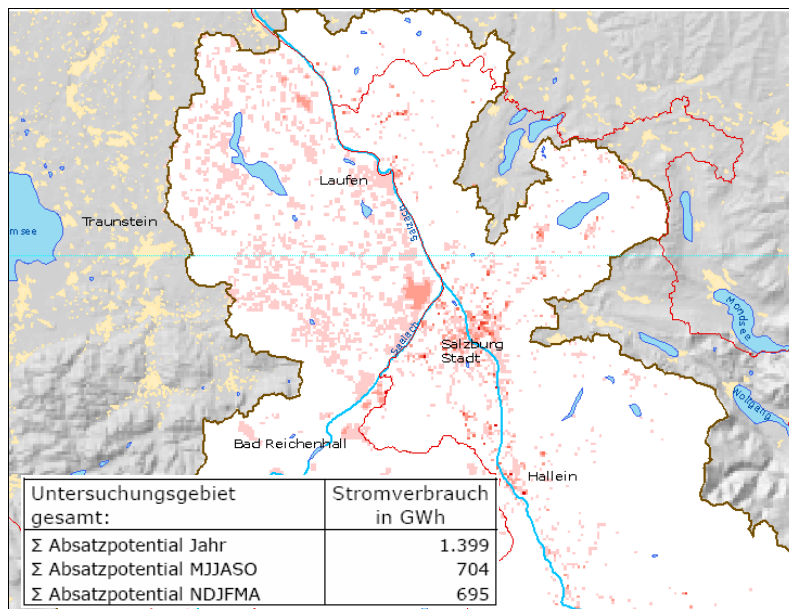 Laufen
Salzach
Traunstein
msee
Mondsee
Saalach
Salzburg
Stadt
Wolfgang
Bad Reichenhall
Hallein
Untersuchungsgebiet Stromverbrauch
gesamt: in GWh
Σ Absatzpotential Jahr 1.399
Σ Absatzpotential MJJASO 704
Σ Absatzpotential NDJFMA 695